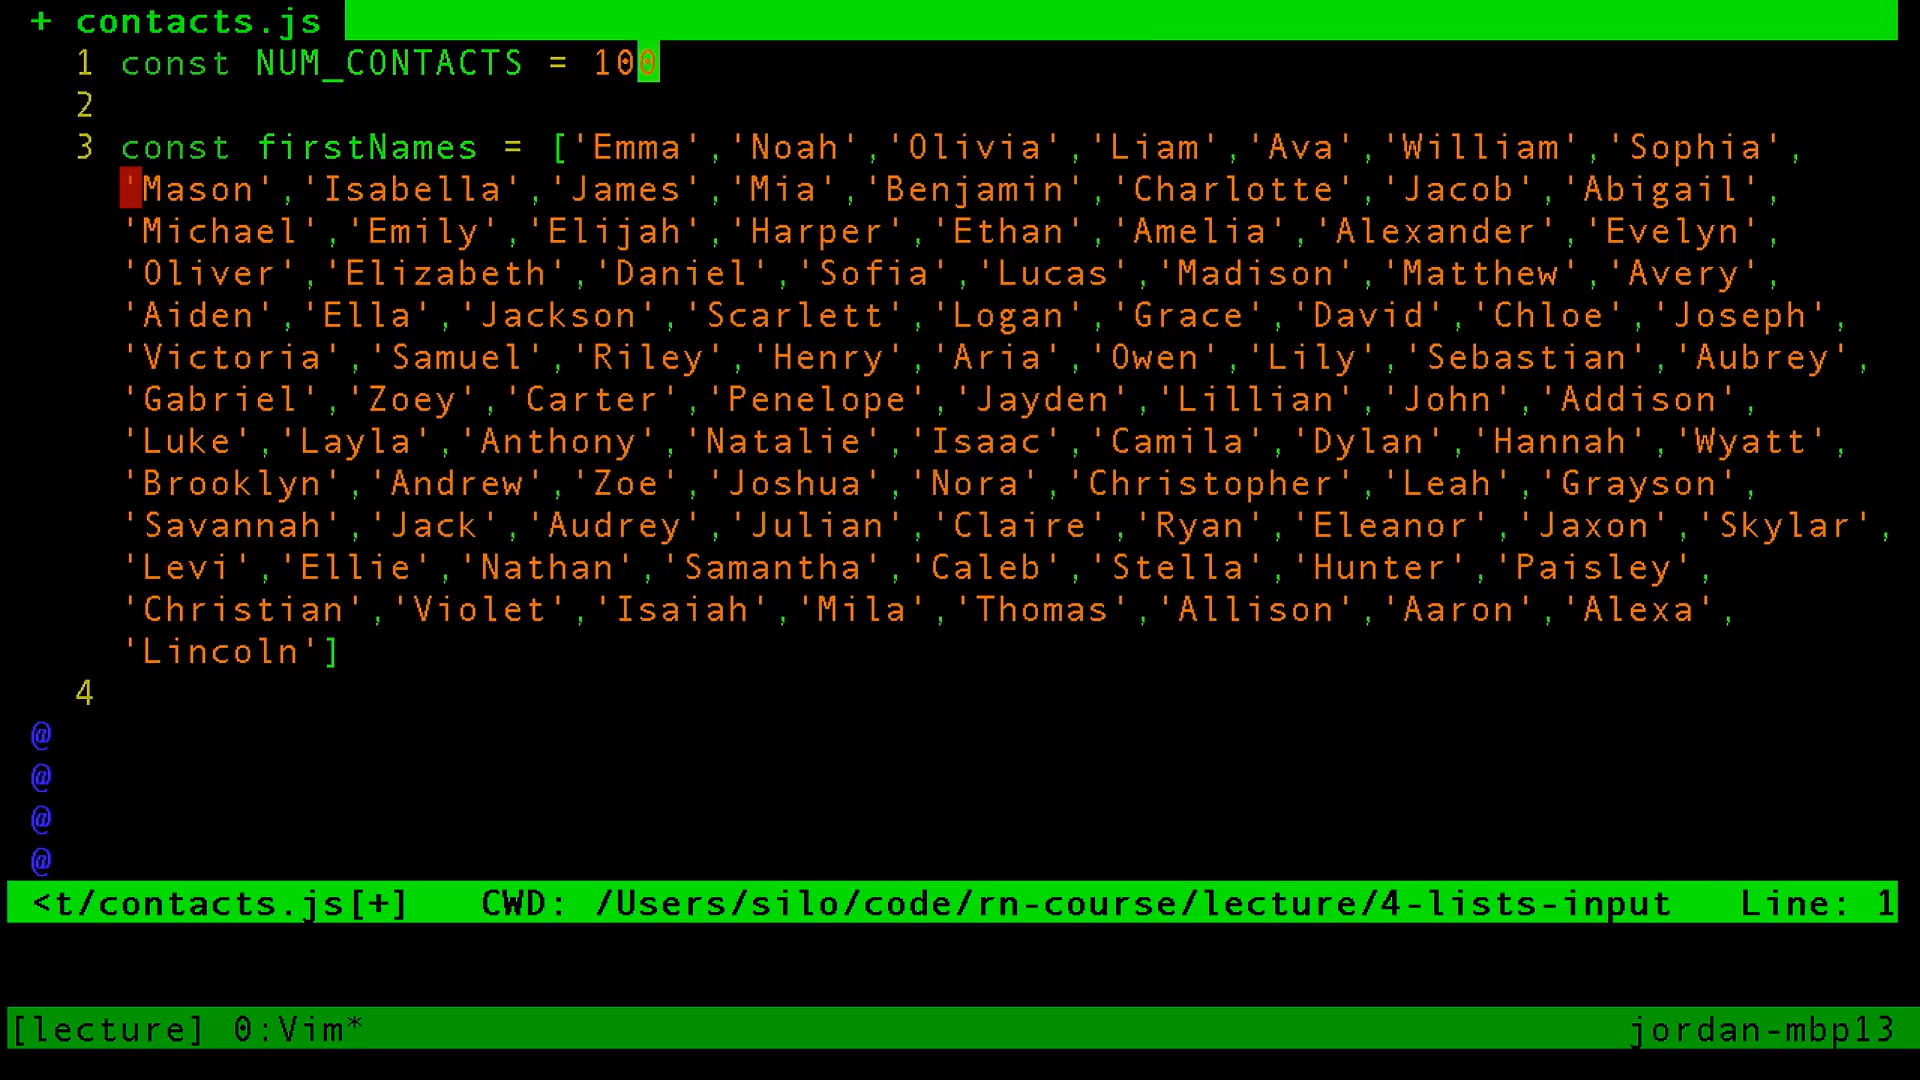 + contacts.js
1 const NUM_CONTACTS = 100
2
3 const firstNames = ['Emma','Noah','Olivia','Liam','Ava','William','Sophia',
'Mason','Isabella','James','Mia','Benjamin','Charlotte','Jacob','Abigail',
'Michael','Emily','Elijah','Harper','Ethan','Amelia','Alexander','Evelyn',
'Oliver','Elizabeth','Daniel','Sofia','Lucas','Madison','Matthew','Avery',
'Aiden','Ella','Jackson','Scarlett','Logan','Grace','David','Chloe','Joseph',
'Victoria','Samuel','Riley','Henry','Aria','Owen','Lily','Sebastian','Aubrey',
'Gabriel','Zoey','Carter','Penelope','Jayden','Lillian','John','Addison',
'Luke','Layla','Anthony','Natalie','Isaac','Camila','Dylan','Hannah','Wyatt',
'Brooklyn','Andrew','Zoe','Joshua','Nora','Christopher','Leah','Grayson',
'Savannah','Jack','Audrey','Julian','Claire','Ryan','Eleanor','Jaxon','Skylar',
'Levi','Ellie','Nathan','Samantha','Caleb','Stella','Hunter','Paisley',
'Christian','Violet','Isaiah','Mila','Thomas','Allison','Aaron','Alexa',
'Lincoln']
4
@
@
@
@
<t/contacts.js[+] CWD: /Users/silo/code/rn-course/lecture/4-lists-input Line: 1
[lecture] 0:Vim* jordan-mbp13